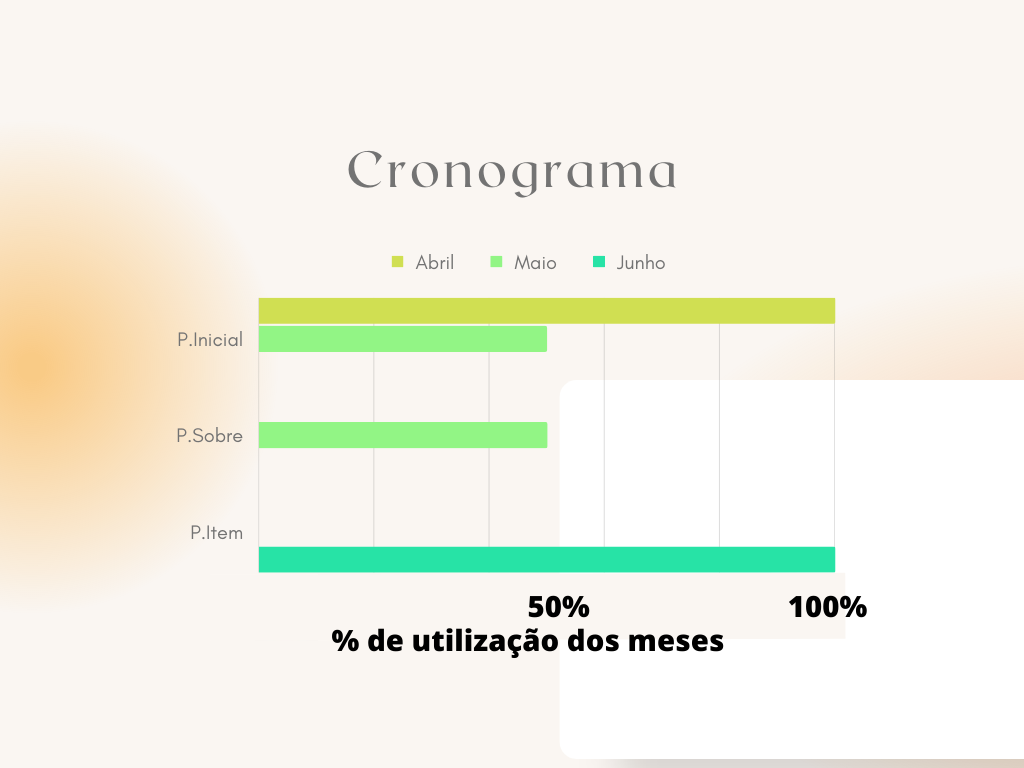 Cronograma
Abril Maio Junho
P.Inicial
P.Sobre
P.Item
50% 100%
% de utilização dos meses